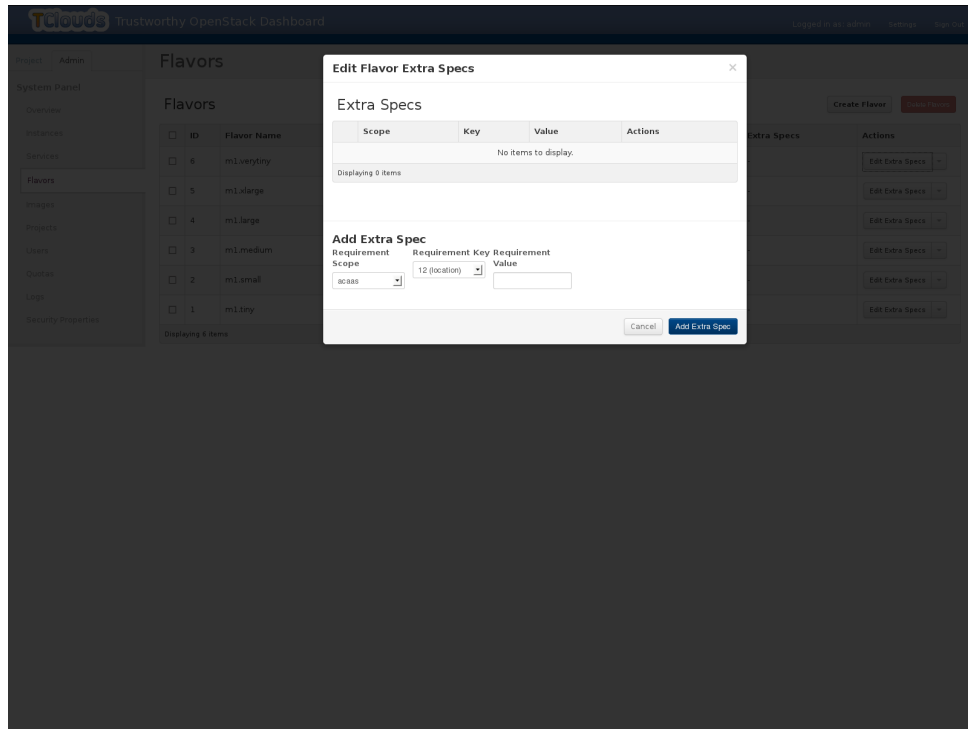 TClouds Trustworthy OpenStack Dashboard
Logged in as: admin Settings Sign Out
Project Admin
System Panel
Overview
Instances
Services
Flavors
Images
Projects
Users
Quotas
Logs
Security Properties
Flavors
Flavors
Create Flavor Delete Flavors
ID Flavor Name Extra Specs Actions
6 m1.verytiny - Edit Extra Specs
5 m1.xlarge - Edit Extra Specs
4 m1.large - Edit Extra Specs
3 m1.medium - Edit Extra Specs
2 m1.small - Edit Extra Specs
1 m1.tiny - Edit Extra Specs
Displaying 6 items
Edit Flavor Extra Specs ×
Extra Specs
Scope Key Value Actions
No items to display.
Displaying 0 items
Add Extra Spec
Requirement Scope
Requirement Key
Requirement Value
acaas
12 (location)
Cancel Add Extra Spec